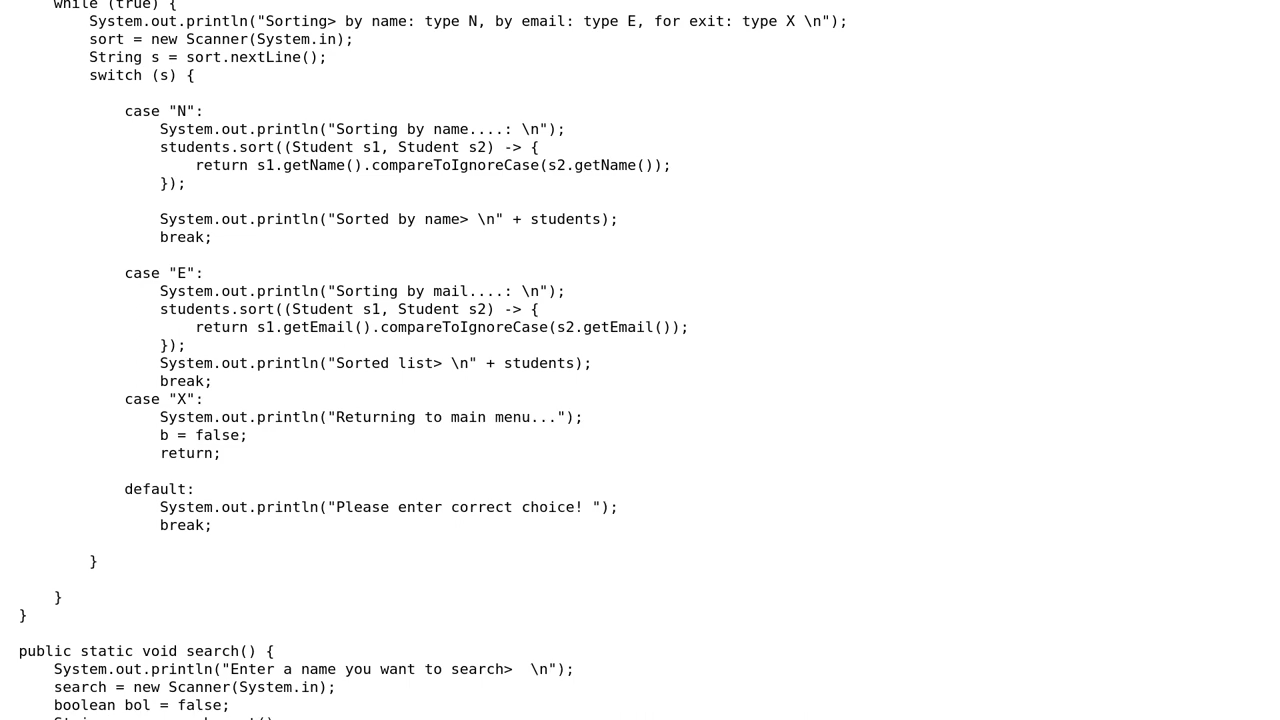 while (true) {
System.out.println("Sorting> by name: type N, by email: type E, for exit: type X \n");
sort = new Scanner(System.in);
String s = sort.nextLine();
switch (s) {
case "N":
System.out.println("Sorting by name....: \n");
students.sort((Student s1, Student s2) -> {
return s1.getName().compareToIgnoreCase(s2.getName());
});
System.out.println("Sorted by name> \n" + students);
break;
case "E":
System.out.println("Sorting by mail....: \n");
students.sort((Student s1, Student s2) -> {
return s1.getEmail().compareToIgnoreCase(s2.getEmail());
});
System.out.println("Sorted list> \n" + students);
break;
case "X":
System.out.println("Returning to main menu...");
b = false;
return;
default:
System.out.println("Please enter correct choice! ");
break;
}
}
}
public static void search() {
System.out.println("Enter a name you want to search>  \n");
search = new Scanner(System.in);
boolean bol = false;